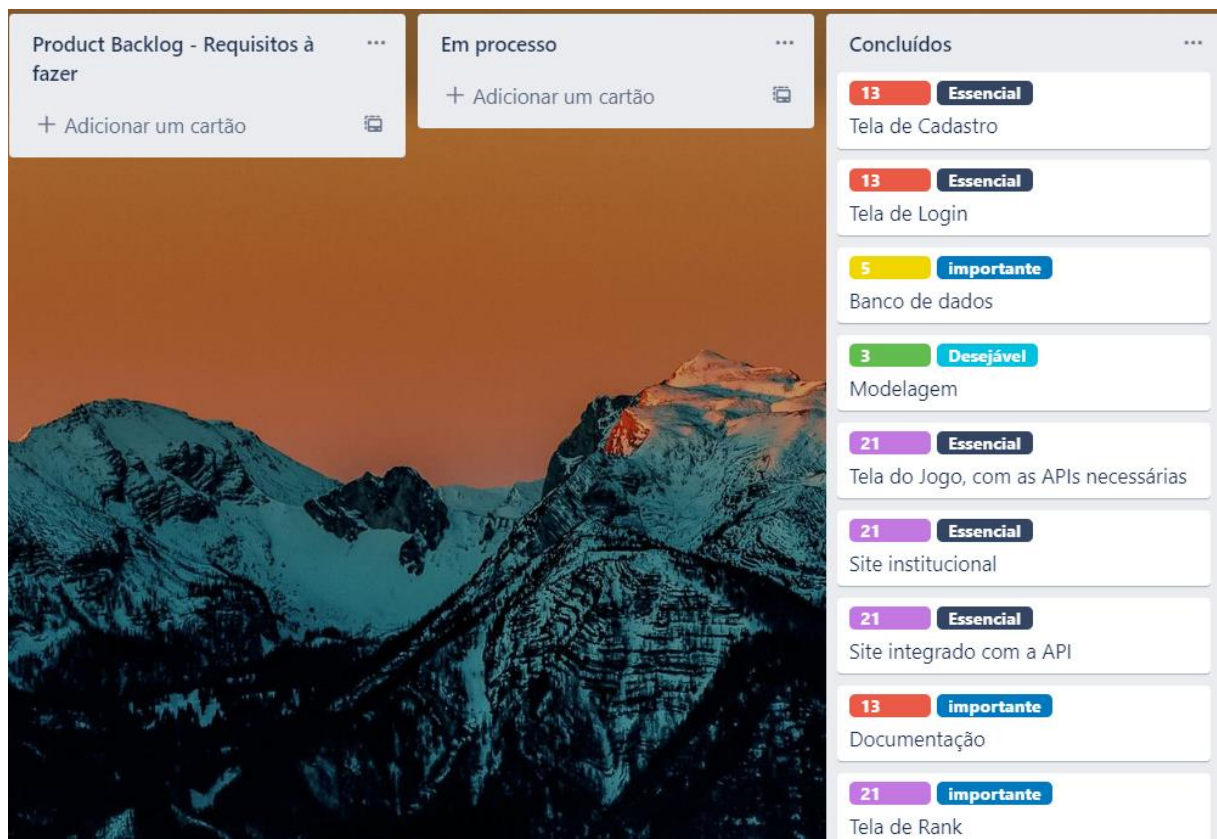 Product Backlog - Requisitos à
fazer
+ Adicionar um cartão
Em processo
+ Adicionar um cartão
Concluídos
13 Essencial
Tela de Cadastro
13 Essencial
Tela de Login
5 importante
Banco de dados
3 Desejável
Modelagem
21 Essencial
Tela do Jogo, com as APIs necessárias
21 Essencial
Site institucional
21 Essencial
Site integrado com a API
13 importante
Documentação
21 importante
Tela de Rank